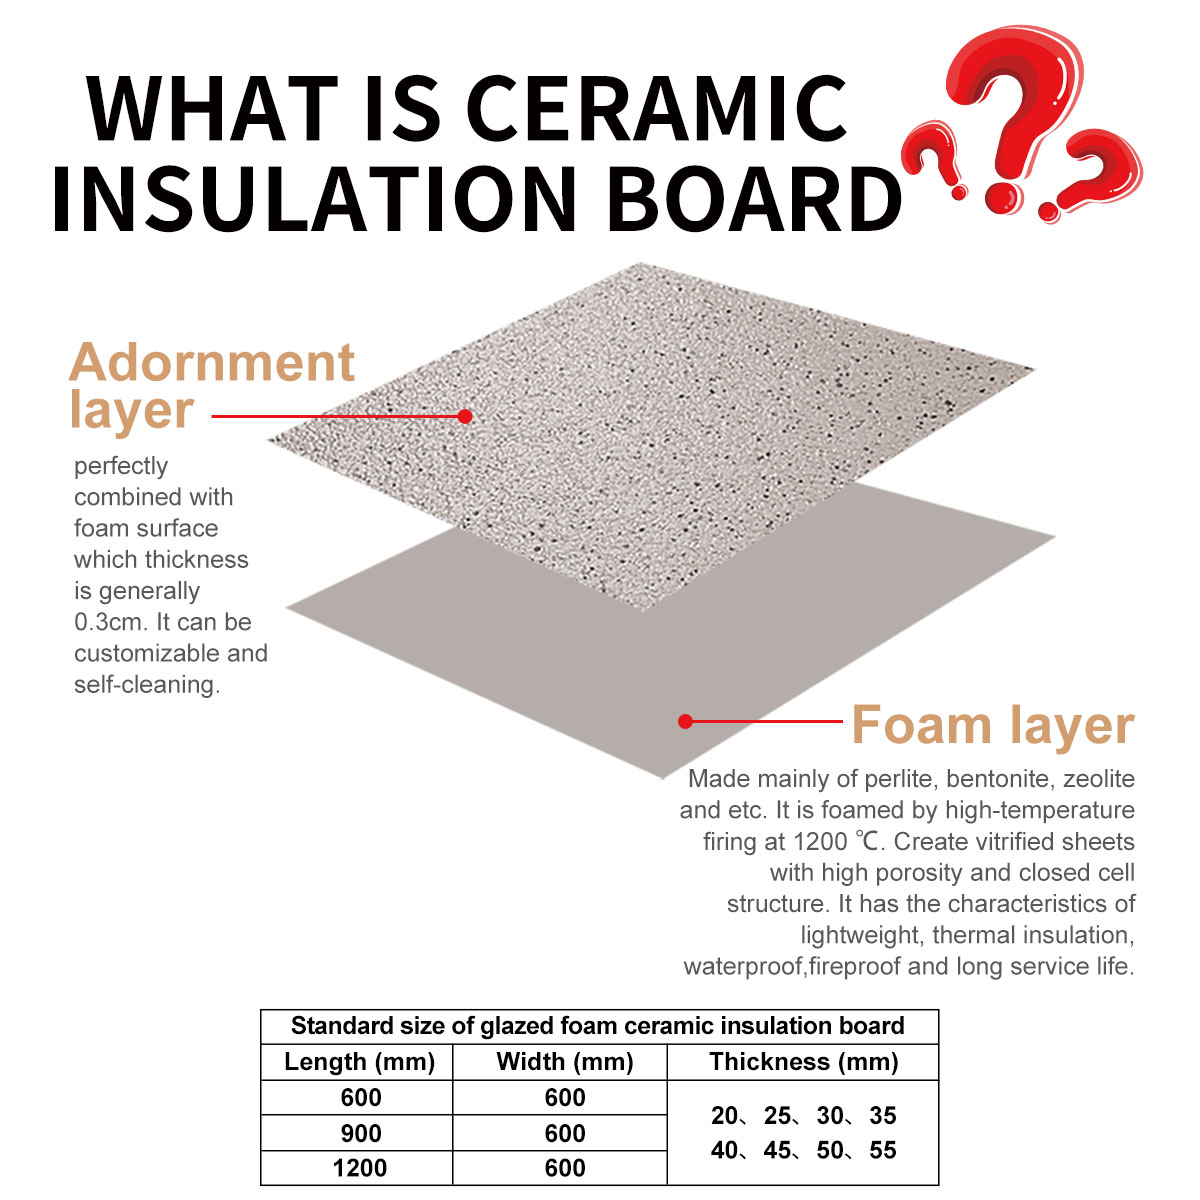 WHAT IS CERAMIC
INSULATION BOARD
Adornment
layer
perfectly
combined with
foam surface
which thickness
is generally
0.3cm. It can be
customizable and
self-cleaning.
Foam layer
Made mainly of perlite, bentonite, zeolite
and etc. It is foamed by high-temperature
firing at 1200 ℃. Create vitrified sheets
with high porosity and closed cell
structure. It has the characteristics of
lightweight, thermal insulation,
waterproof,fireproof and long service life.
Standard size of glazed foam ceramic insulation board
Length (mm) Width (mm) Thickness (mm)
600 600
900 600
1200 600
20、25、30、35
40、45、50、55